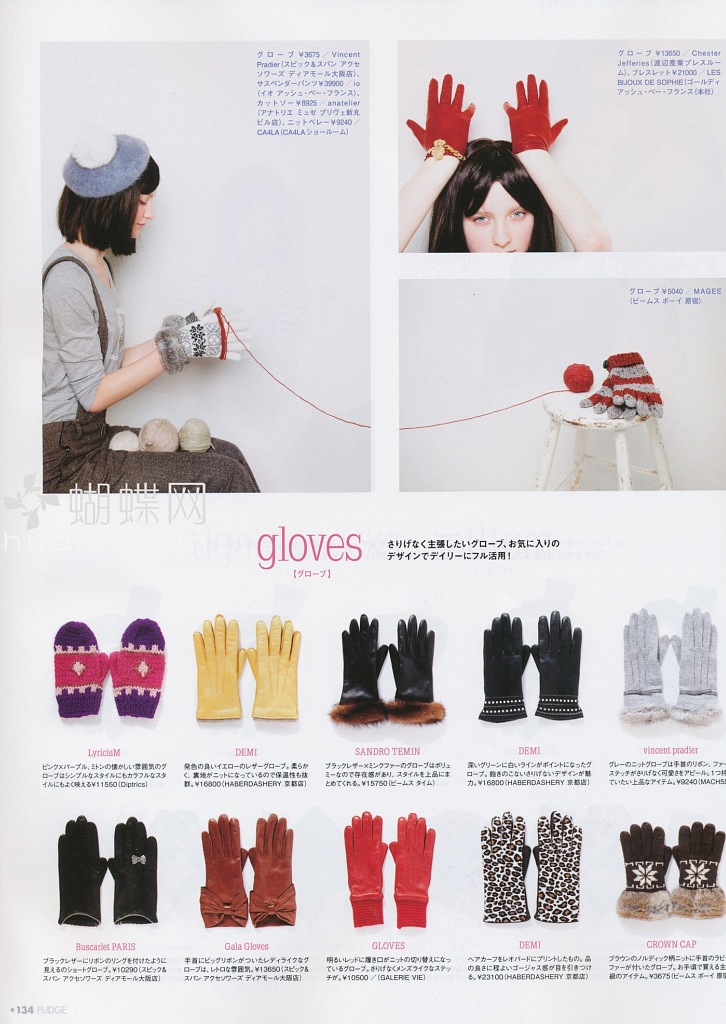 グローブ¥3675／Vincent
Pradier（スピック&スパン アクセ
ソワーズ ディアモール大阪店）、
サスペンダーパンツ¥39900／io
（イオ アッシュ・ペー・フランス）、
カットソー¥8925／anatelier
（アナトリエ ミュゼ プリヴェ新丸
ビル店）、ニットベレー¥9240／
CA4LA（CA4LAショールーム）
グローブ¥13650／Chester
Jefferies（渡辺産業プレスルー
ム）、ブレスレット¥21000／LES
BIJOUX DE SOPHIE（ゴールディ
アッシュ・ペー・フランス（本社）
グローブ¥5040／MAGEE
（ビームス ボーイ 原宿）
蝴蝶网
gloves
［グローブ］
さりげなく主張したいグローブ、お気に入りの
デザインでデイリーにフル活用！
LyricisM
ピンク×パープル、ミトンの懐かしい雰囲気のグ
ローブはシンプルなスタイルにもカラフルなスタ
イルにもよく映える¥11550（Diptrics）
DEMI
発色の良いイエローのレザーグローブ。柔らか
く、裏地がニットになっているので保温性も抜
群。¥16800（HABERDASHERY 京都店）
SANDRO TEMIN
ブラックレザー×ミンクファーのグローブはボリュ
ーミーなので存在感があり、スタイルを上品にま
とめてくれる。¥15750（ビームス タイム）
DEMI
深いグリーンに白いラインがポイントになったグ
ローブ。飽きのこないさりげないデザインが魅
力。¥16800（HABERDASHERY 京都店）
vincent pradier
グレーのニットグローブは手首のリボン、ファー
ステッチがさりげなく可愛さをアピール。1つ持
ていたい上品なアイテム。¥9240（MACH55
Buscarlet PARIS
ブラックレザーにリボンのリングを付けたように
見えるのショートグローブ。¥10290（スピック&
スパン アクセソワーズ ディアモール大阪店）
Gala Gloves
手首にビッグリボンがついたレディライクなグ
ローブは、レトロな雰囲気。¥13650（スピック&
スパン アクセソワーズ ディアモール大阪店）
GLOVES
明るいレッドに履き口がニットの切り替えになっ
ているグローブ。さりげなくメンズライクなステッ
チが。¥10500／（GALERIE VIE）
DEMI
ヘアカーフをレオパードにプリントしたもの。品
の良さに程よいゴージャス感が目を引きつけ
る。¥23100（HABERDASHERY 京都店）
CROWN CAP
ブラウンのノルディック柄ニットに手首のラビ
ファーが付いたグローブ。お手頃で買える主
級のアイテム。¥3675（ビームス ボーイ 原宿
134 FUDGE